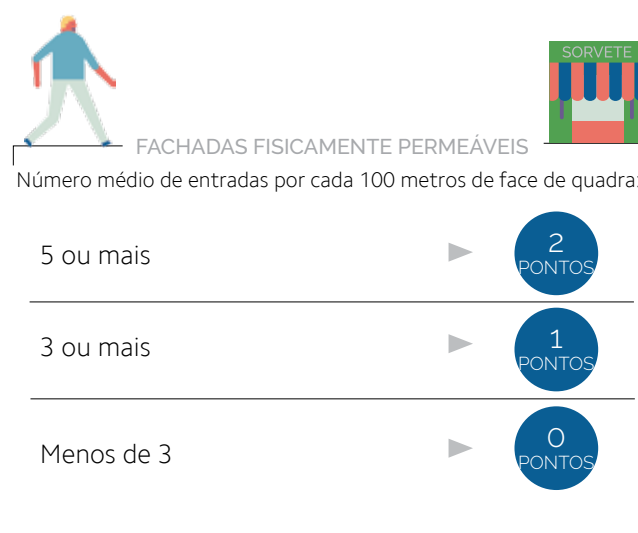 SORVETE
FACHADAS FISICAMENTE PERMEÁVEIS
Número médio de entradas por cada 100 metros de face de quadra:
5 ou mais
2
PONTOS
3 ou mais
1
PONTOS
Menos de 3
0
PONTOS